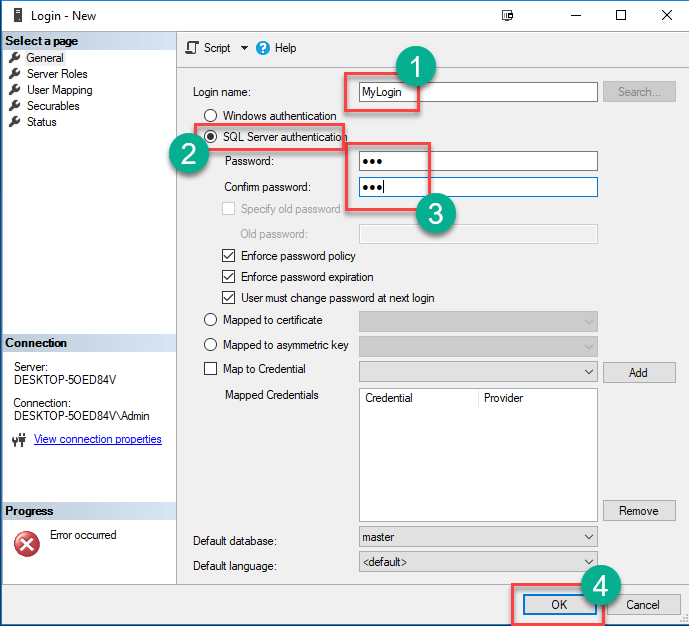 Login - New
Select a page
General
Server Roles
User Mapping
Securables
Status
Script
Help
1
Login name:
MyLogin
Search...
Windows authentication
2
SQL Server authentication
Password:
●●●
Confirm password:
●●●
3
Specify old password
Old password:
Enforce password policy
Enforce password expiration
User must change password at next login
Mapped to certificate
Mapped to asymmetric key
Map to Credential
Add
Mapped Credentials
Credential Provider
Remove
Default database:
master
Default language:
<default>
Connection
Server:
DESKTOP-5OED84V
Connection:
DESKTOP-5OED84V\Admin
View connection properties
Progress
Error occurred
4
OK
Cancel